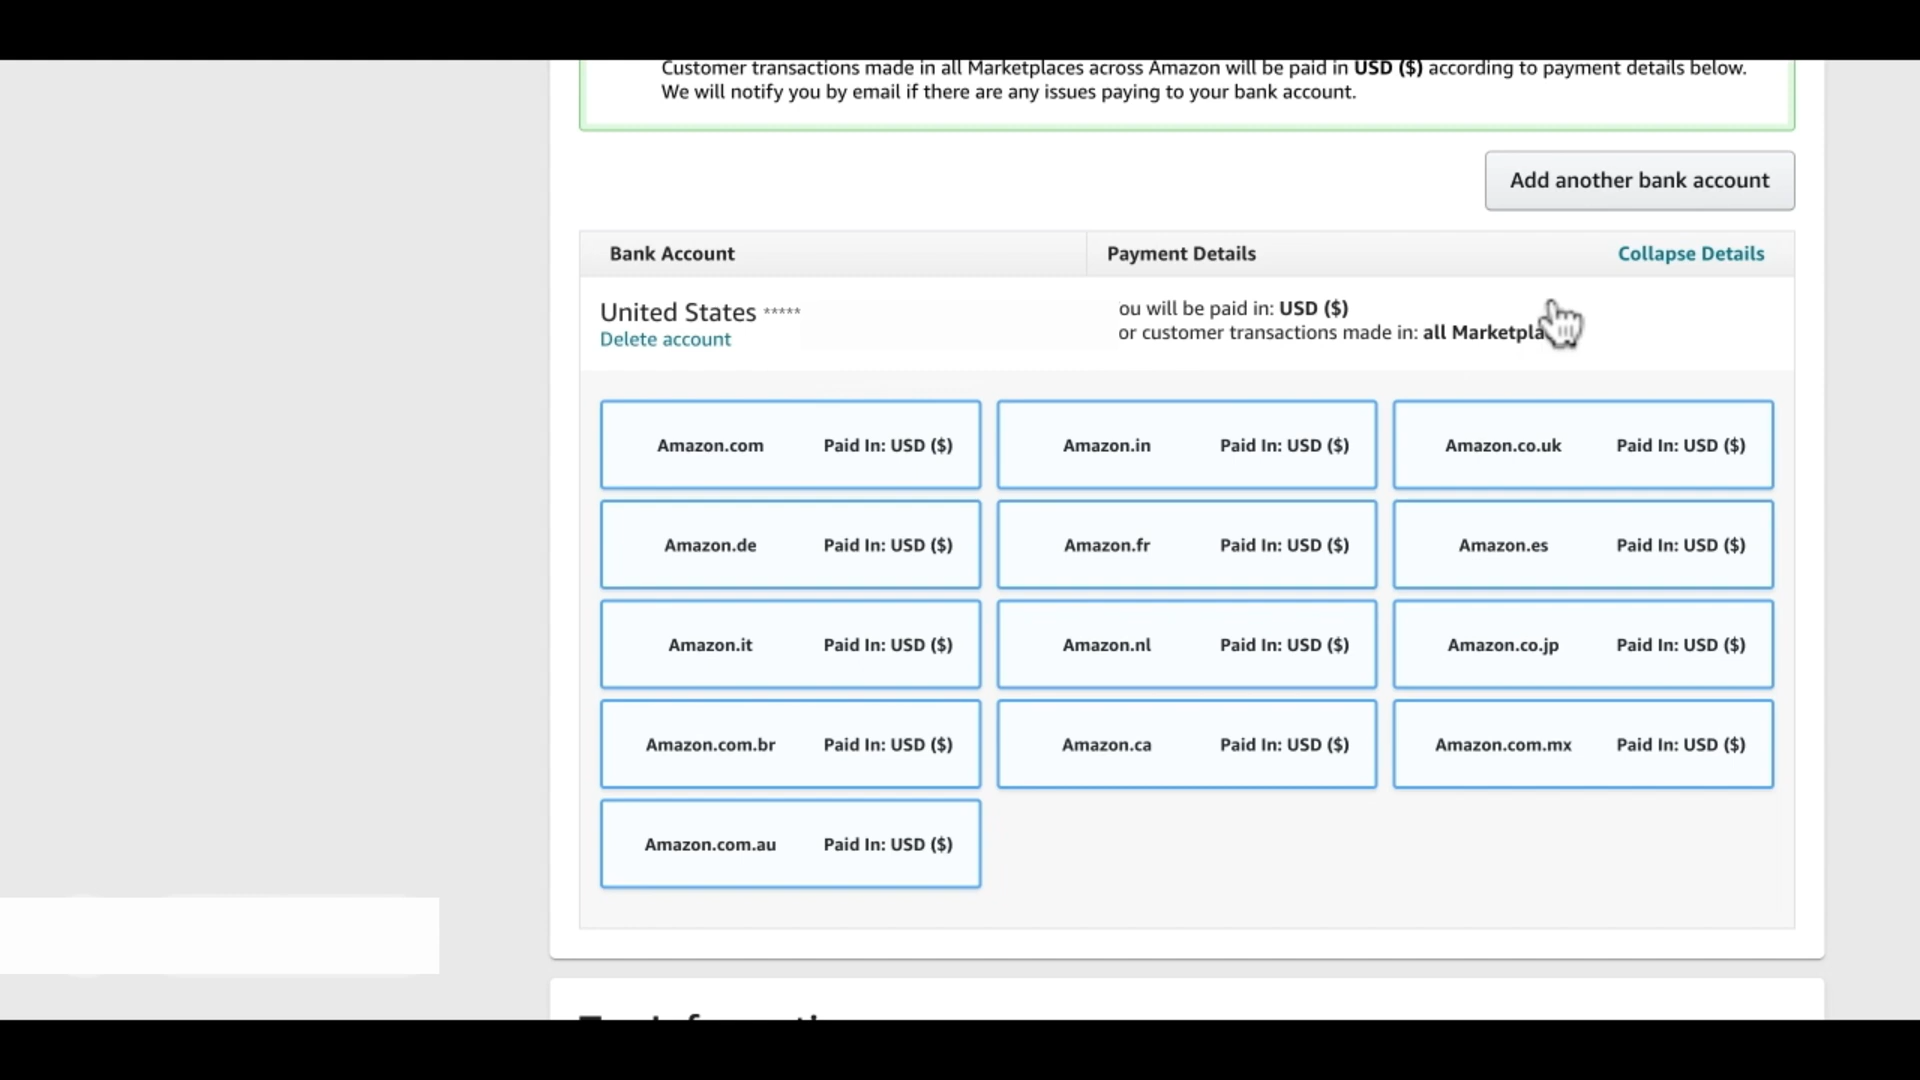 Customer transactions made in all Marketplaces across Amazon will be paid in USD ($) according to payment details below.
We will notify you by email if there are any issues paying to your bank account.
Add another bank account
Bank Account
Payment Details
Collapse Details
United States *****
Delete account
ou will be paid in: USD ($)
or customer transactions made in: all Marketpla
Amazon.com Paid In: USD ($)
Amazon.in Paid In: USD ($)
Amazon.co.uk Paid In: USD ($)
Amazon.de Paid In: USD ($)
Amazon.fr Paid In: USD ($)
Amazon.es Paid In: USD ($)
Amazon.it Paid In: USD ($)
Amazon.nl Paid In: USD ($)
Amazon.co.jp Paid In: USD ($)
Amazon.com.br Paid In: USD ($)
Amazon.ca Paid In: USD ($)
Amazon.com.mx Paid In: USD ($)
Amazon.com.au Paid In: USD ($)